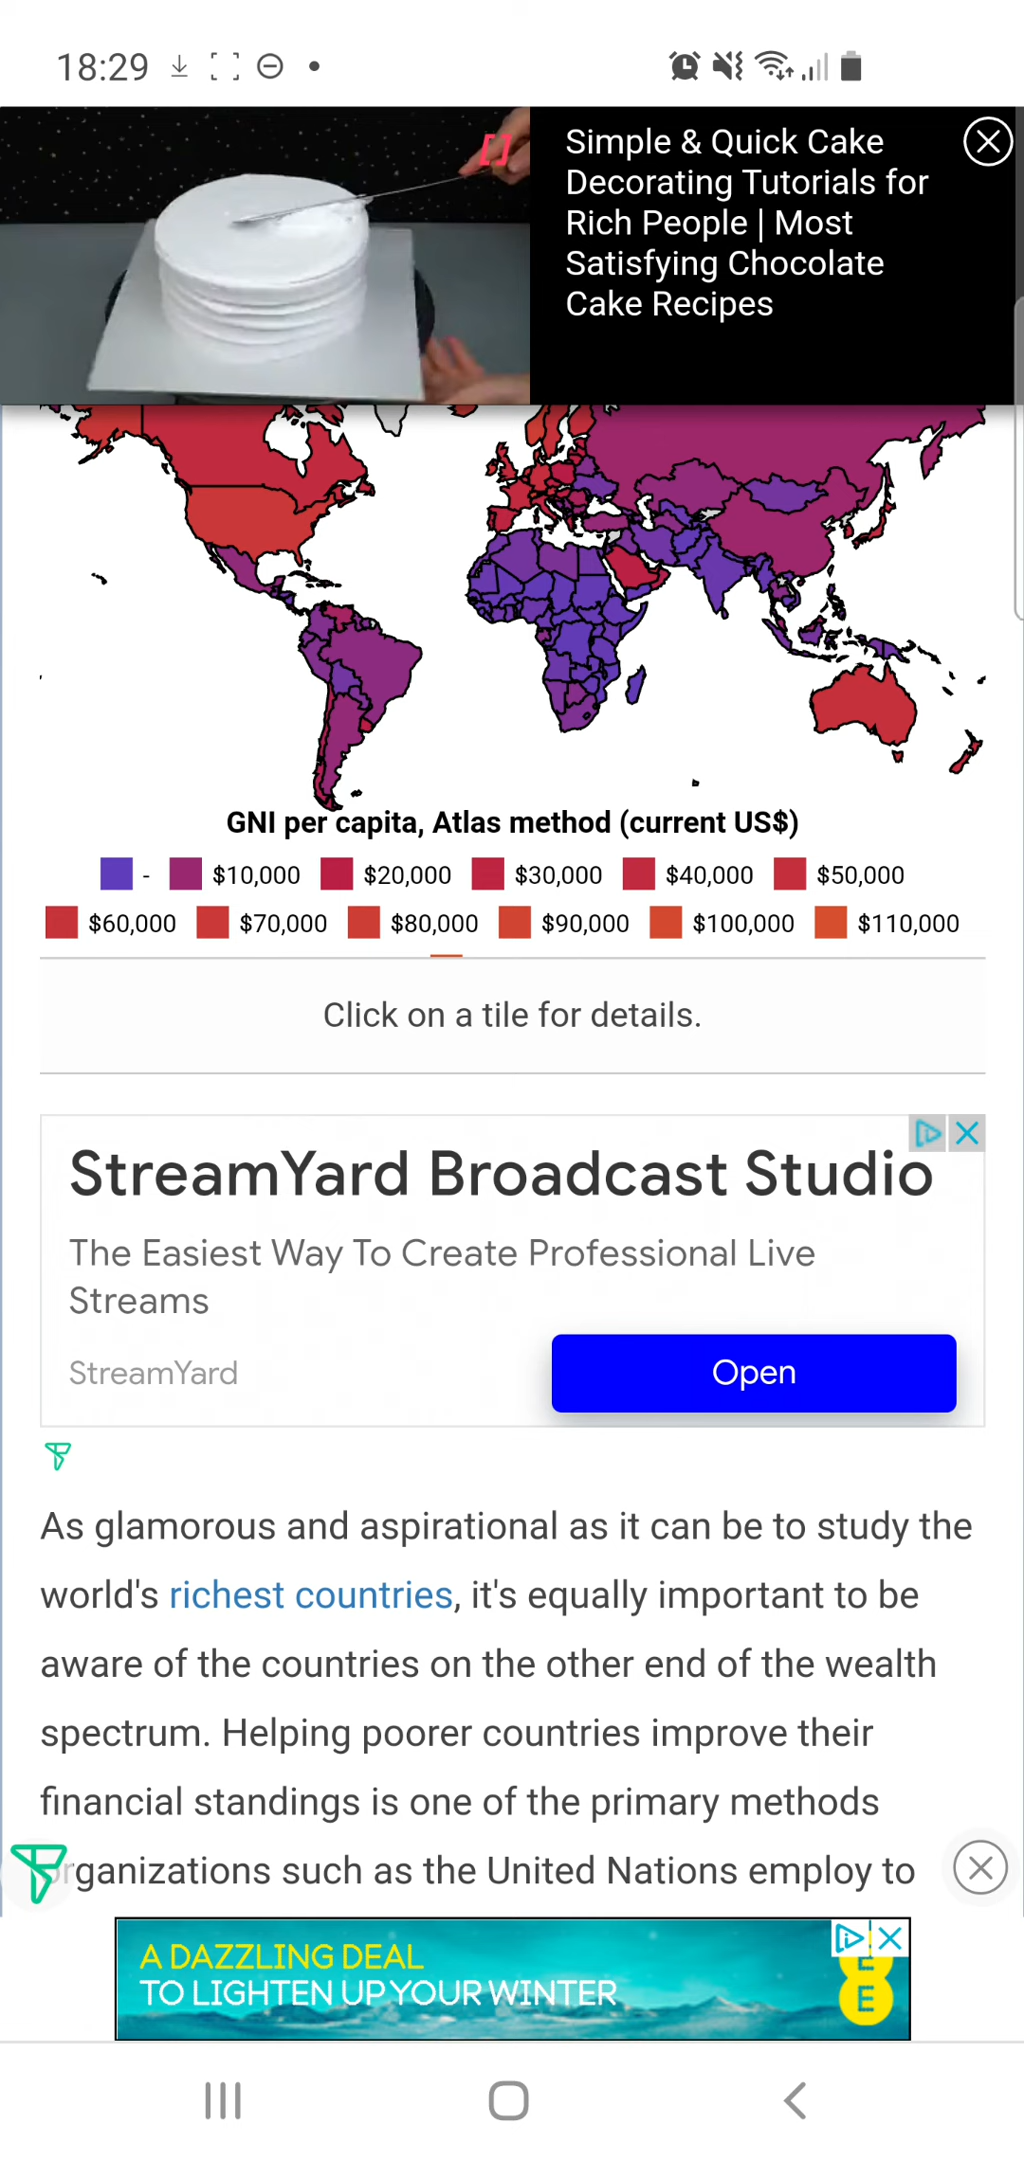 18:29
Simple & Quick Cake
Decorating Tutorials for
Rich People | Most
Satisfying Chocolate
Cake Recipes
GNI per capita, Atlas method (current US$)
- $10,000 $20,000 $30,000 $40,000 $50,000
$60,000 $70,000 $80,000 $90,000 $100,000 $110,000
Click on a tile for details.
StreamYard Broadcast Studio
The Easiest Way To Create Professional Live
Streams
StreamYard
Open
As glamorous and aspirational as it can be to study the
world's richest countries, it's equally important to be
aware of the countries on the other end of the wealth
spectrum. Helping poorer countries improve their
financial standings is one of the primary methods
organizations such as the United Nations employ to
A DAZZLING DEAL
TO LIGHTEN UP YOUR WINTER
EE